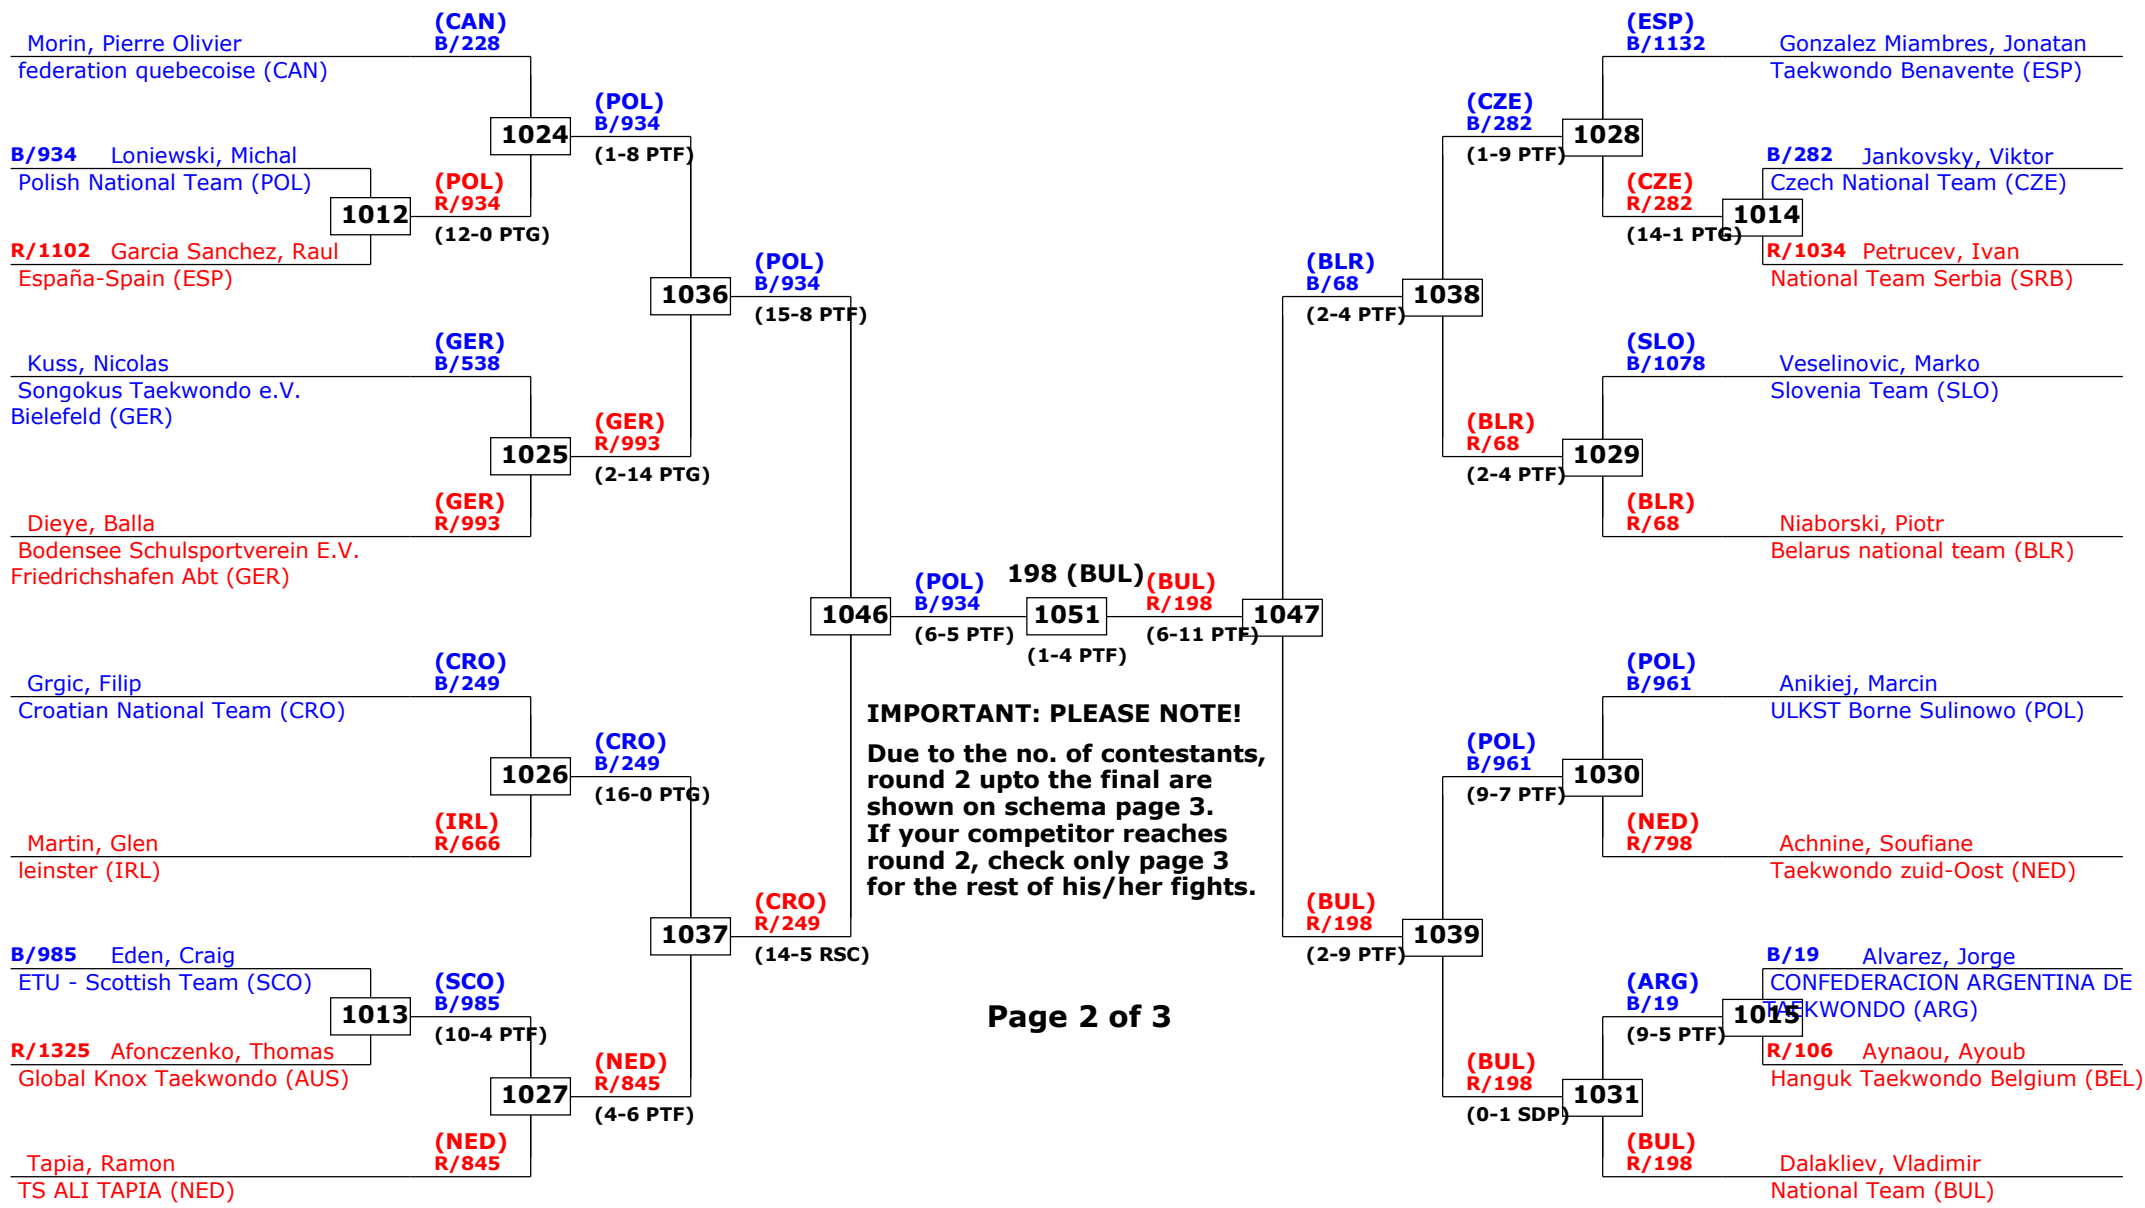 (CAN)
Morin, Pierre Olivier B/228
federation quebecoise (CAN)
(POL)
B/934
1024
(1-8 PTF)
B/934 Loniewski, Michal
Polish National Team (POL)
(POL)
1012 R/934
(12-0 PTG)
R/1102 Garcia Sanchez, Raul
España-Spain (ESP)
(POL)
B/934
1036
(15-8 PTF)
(GER)
Kuss, Nicolas B/538
Songokus Taekwondo e.V.
Bielefeld (GER)
(GER)
R/993
1025
(2-14 PTG)
(GER)
Dieye, Balla R/993
Bodensee Schulsportverein E.V.
Friedrichshafen Abt (GER)
(POL)
B/934
1046
(6-5 PTF)
(CRO)
Grgic, Filip B/249
Croatian National Team (CRO)
(CRO)
B/249
1026
(16-0 PTG)
(IRL)
Martin, Glen R/666
leinster (IRL)
(CRO)
R/249
1037
(14-5 RSC)
B/985 Eden, Craig
ETU - Scottish Team (SCO)
(SCO)
B/985
1013
(10-4 PTF)
R/1325 Afonczenko, Thomas
Global Knox Taekwondo (AUS)
(NED)
R/845
1027
(4-6 PTF)
(NED)
Tapia, Ramon R/845
TS ALI TAPIA (NED)
198 (BUL)
1051
(1-4 PTF)
IMPORTANT: PLEASE NOTE!
Due to the no. of contestants,
round 2 upto the final are
shown on schema page 3.
If your competitor reaches
round 2, check only page 3
for the rest of his/her fights.
Page 2 of 3
(ESP)
B/1132 Gonzalez Miambres, Jonatan
Taekwondo Benavente (ESP)
(CZE)
B/282
1028
(1-9 PTF)
B/282 Jankovsky, Viktor
Czech National Team (CZE)
(CZE)
R/282
1014
(14-1 PTG)
R/1034 Petrucev, Ivan
National Team Serbia (SRB)
(BLR)
B/68
1038
(2-4 PTF)
(SLO)
B/1078 Veselinovic, Marko
Slovenia Team (SLO)
(BLR)
R/68
1029
(2-4 PTF)
(BLR)
R/68 Niaborski, Piotr
Belarus national team (BLR)
(BUL)
R/198
1047
(6-11 PTF)
(POL)
B/961 Anikiej, Marcin
ULKST Borne Sulinowo (POL)
(POL)
B/961
1030
(9-7 PTF)
(NED)
R/798 Achnine, Soufiane
Taekwondo zuid-Oost (NED)
(BUL)
R/198
1039
(2-9 PTF)
B/19 Alvarez, Jorge
CONFEDERACION ARGENTINA DE
TAEKWONDO (ARG)
(ARG)
B/19
1015
(9-5 PTF)
R/106 Aynaou, Ayoub
Hanguk Taekwondo Belgium (BEL)
(BUL)
R/198
1031
(0-1 SDP)
(BUL)
R/198 Dalakliev, Vladimir
National Team (BUL)